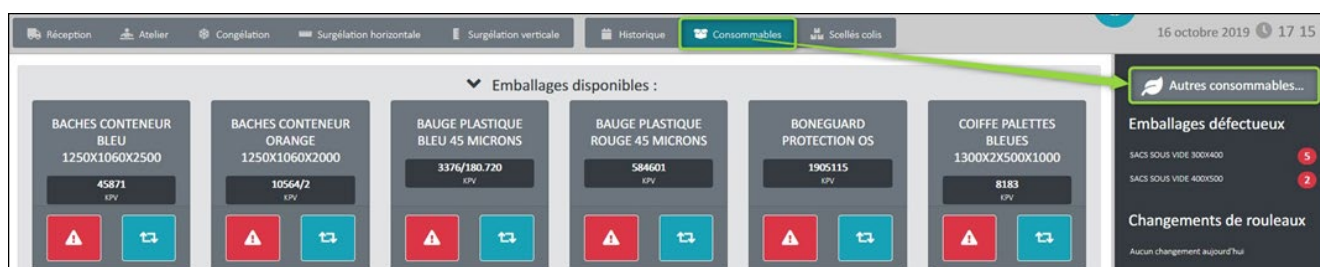 Réception Atelier Congélation Surgélation horizontale Surgélation verticale Historique Consommables Scellés colis 16 octobre 2019 17 15
Emballages disponibles :
Autres consommables...
BACHES CONTENEUR
BLEU
1250X1060X2500
45871
KPV
BACHES CONTENEUR
ORANGE
1250X1060X2000
10564/2
KPV
BAUGE PLASTIQUE
BLEU 45 MICRONS
3376/180.720
KPV
BAUGE PLASTIQUE
ROUGE 45 MICRONS
584601
KPV
BONEGUARD
PROTECTION OS
1905115
KPV
COIFFE PALETTES
BLEUES
1300X2X500X1000
8183
KPV
Emballages défectueux
SACS SOUS VIDE 300X400 5
SACS SOUS VIDE 400X500 2
Changements de rouleaux
Aucun changement aujourd'hui